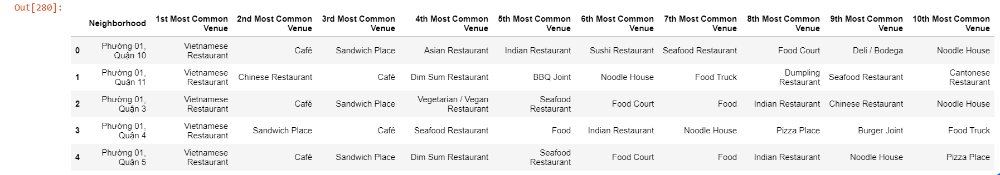 Out[280]:
Neighborhood 1st Most Common Venue 2nd Most Common Venue 3rd Most Common Venue 4th Most Common Venue 5th Most Common Venue 6th Most Common Venue 7th Most Common Venue 8th Most Common Venue 9th Most Common Venue 10th Most Common Venue
0 Phường 01, Quận 10 Vietnamese Restaurant Café Sandwich Place Asian Restaurant Indian Restaurant Sushi Restaurant Seafood Restaurant Food Court Deli / Bodega Noodle House
1 Phường 01, Quận 11 Vietnamese Restaurant Chinese Restaurant Café Dim Sum Restaurant BBQ Joint Noodle House Food Truck Dumpling Restaurant Seafood Restaurant Cantonese Restaurant
2 Phường 01, Quận 3 Vietnamese Restaurant Café Sandwich Place Vegetarian / Vegan Restaurant Seafood Restaurant Food Court Food Indian Restaurant Chinese Restaurant Noodle House
3 Phường 01, Quận 4 Vietnamese Restaurant Sandwich Place Café Seafood Restaurant Food Indian Restaurant Noodle House Pizza Place Burger Joint Food Truck
4 Phường 01, Quận 5 Vietnamese Restaurant Café Sandwich Place Dim Sum Restaurant Seafood Restaurant Food Court Food Indian Restaurant Noodle House Pizza Place